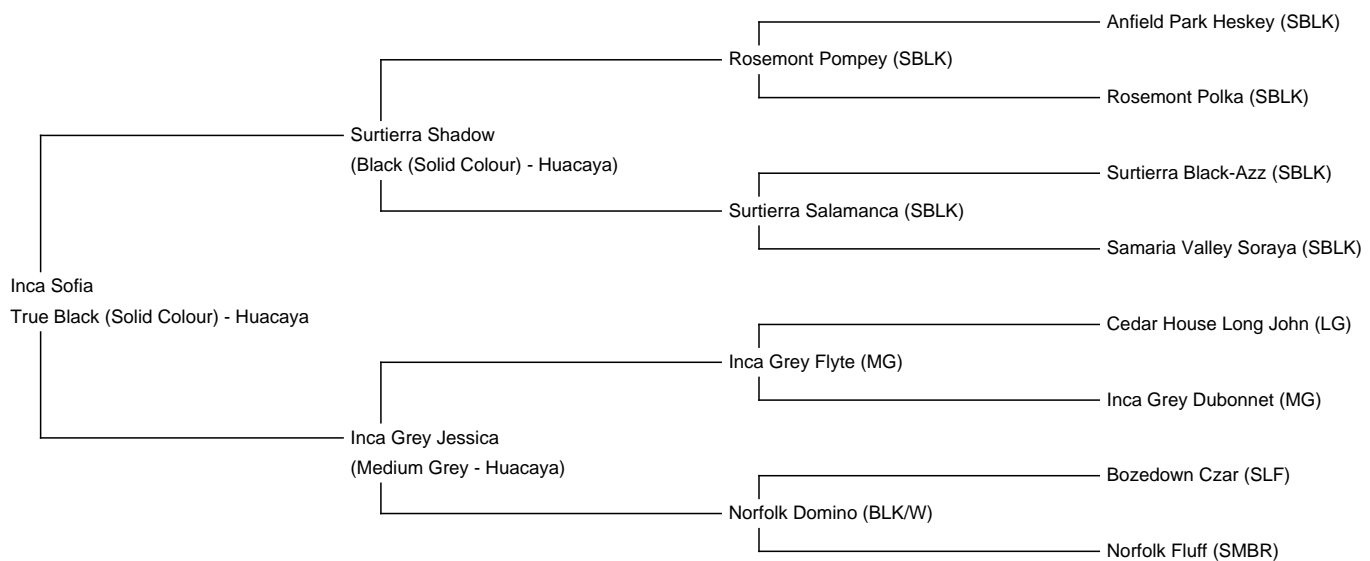 Anfield Park Heskey (SBLK)
Rosemont Pompey (SBLK)
Rosemont Polka (SBLK)
Surtierra Shadow
(Black (Solid Colour) - Huacaya)
Surtierra Black-Azz (SBLK)
Surtierra Salamanca (SBLK)
Samaria Valley Soraya (SBLK)
Inca Sofia
True Black (Solid Colour) - Huacaya
Cedar House Long John (LG)
Inca Grey Flyte (MG)
Inca Grey Dubonnet (MG)
Inca Grey Jessica
(Medium Grey - Huacaya)
Bozedown Czar (SLF)
Norfolk Domino (BLK/W)
Norfolk Fluff (SMBR)